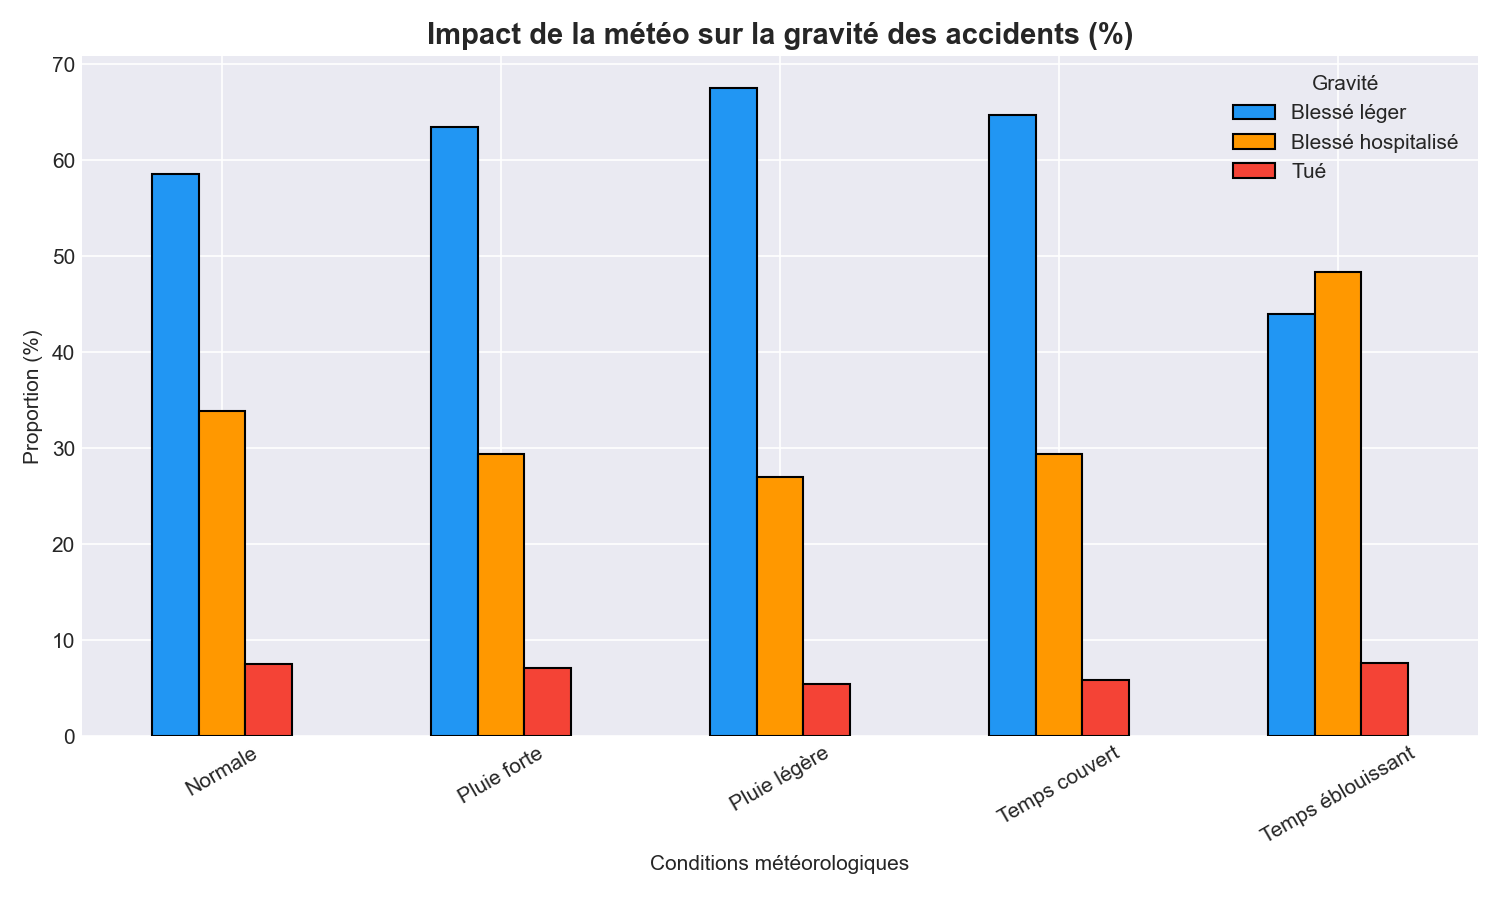 Impact de la météo sur la gravité des accidents (%)
Gravité
Blessé léger
Blessé hospitalisé
Tué
Proportion (%)
70
60
50
40
30
20
10
0
Normale
Pluie forte
Pluie légère
Temps couvert
Temps éblouissant
Conditions météorologiques